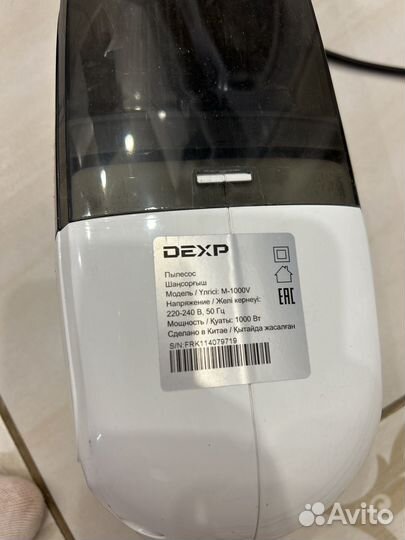 DEXP
Пылесос
Шаңсорғыш
Модель / Үлгісі: M-1000V
Напряжение / Желі кернеуі:
220-240 В, 50 Гц
Мощность / Қуаты: 1000 Вт
Сделано в Китае / Қытайда жасалған
S/N:FRK114079719
EAC
Avito